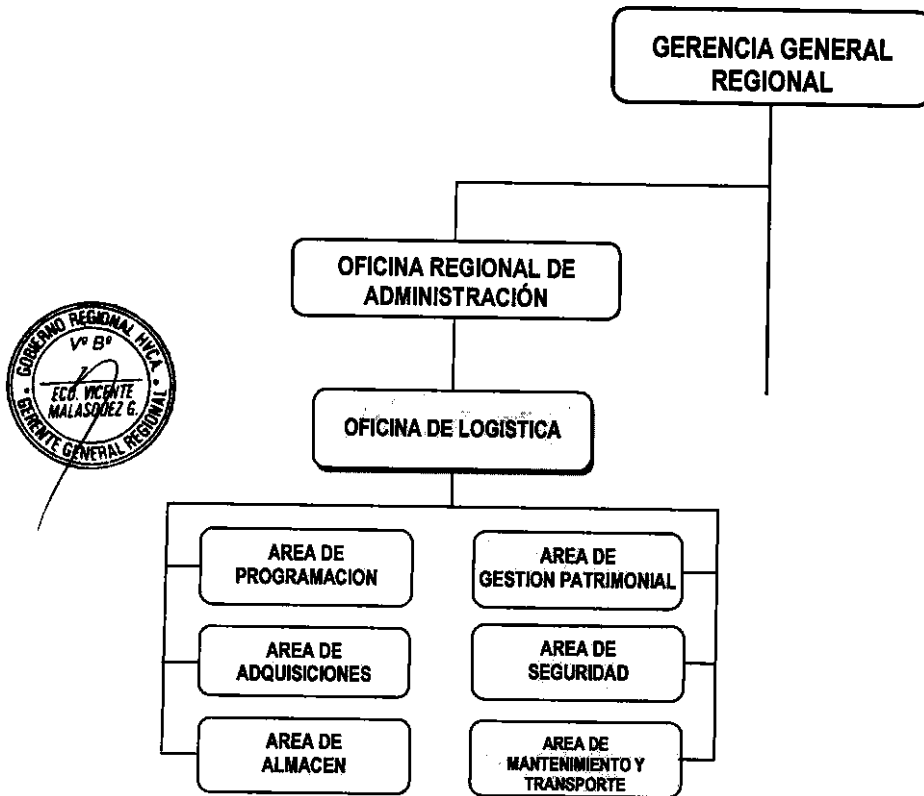 GERENCIA GENERAL
REGIONAL
OFICINA REGIONAL DE
ADMINISTRACIÓN
GOBIERNO REGIONAL HVCA.
Vº Bº
ECO. VICENTE
MALASQUEZ G.
GERENTE GENERAL REGIONAL
OFICINA DE LOGISTICA
AREA DE
PROGRAMACION
AREA DE
GESTION PATRIMONIAL
AREA DE
ADQUISICIONES
AREA DE
SEGURIDAD
AREA DE
ALMACEN
AREA DE
MANTENIMIENTO Y
TRANSPORTE